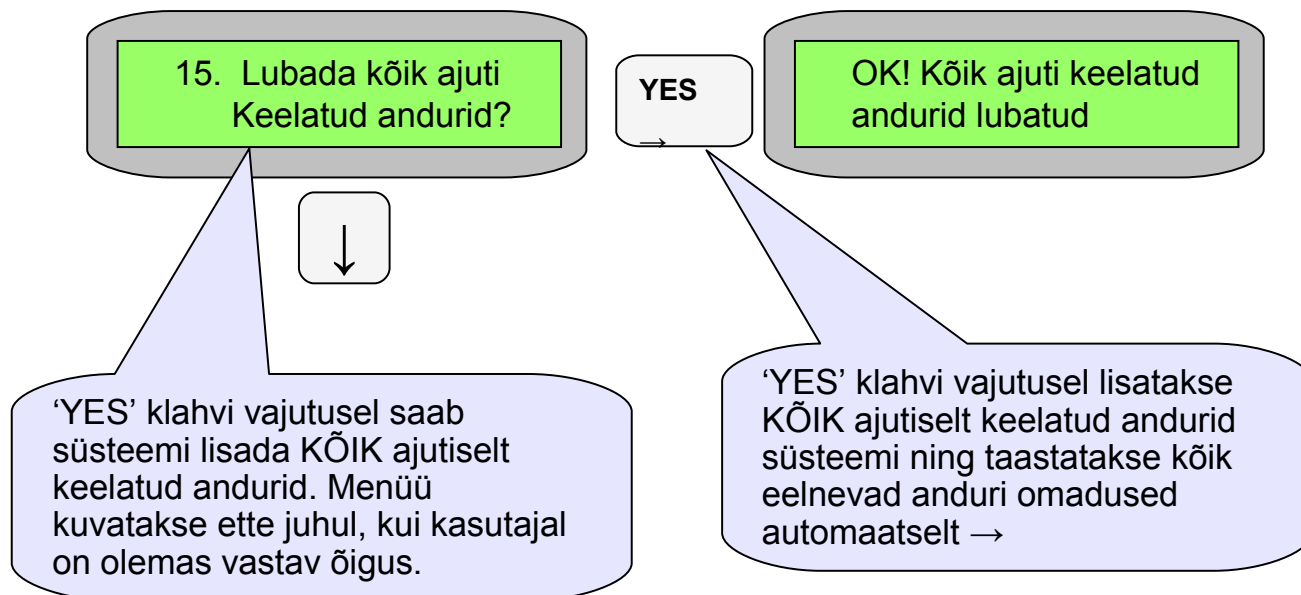 15. Lubada kõik ajuti
Keelatud andurid?
YES
→
OK! Kõik ajuti keelatud
andurid lubatud
↓
‘YES’ klahvi vajutusel saab
süsteemi lisada KÕIK ajutiselt
keelatud andurid. Menüü
kuvatakse ette juhul, kui kasutajal
on olemas vastav õigus.
‘YES’ klahvi vajutusel lisatakse
KÕIK ajutiselt keelatud andurid
süsteemi ning taastatakse kõik
eelnevad anduri omadused
automaatselt →